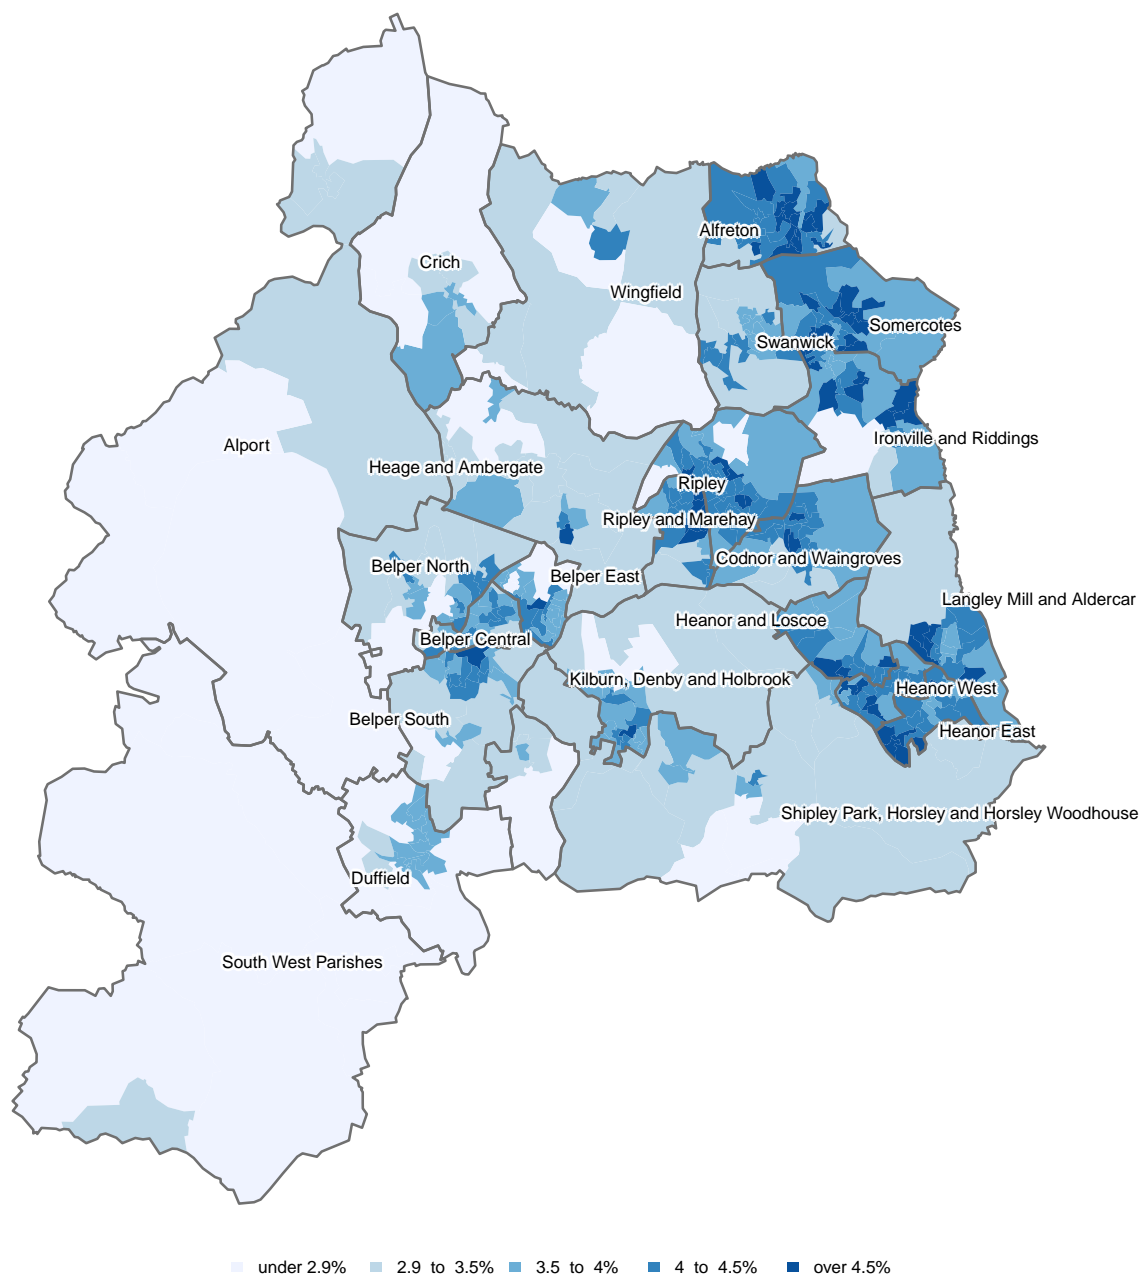 Alfreton
Crich
Wingfield
Somercotes
Swanwick
Ironville and Riddings
Alport
Heage and Ambergate
Ripley
Ripley and Marehay
Codnor and Waingroves
Belper North
Belper East
Langley Mill and Aldercar
Heanor and Loscoe
Belper Central
Kilburn, Denby and Holbrook
Heanor West
Belper South
Heanor East
Shipley Park, Horsley and Horsley Woodhouse
Duffield
South West Parishes
under 2.9% 2.9 to 3.5% 3.5 to 4% 4 to 4.5% over 4.5%